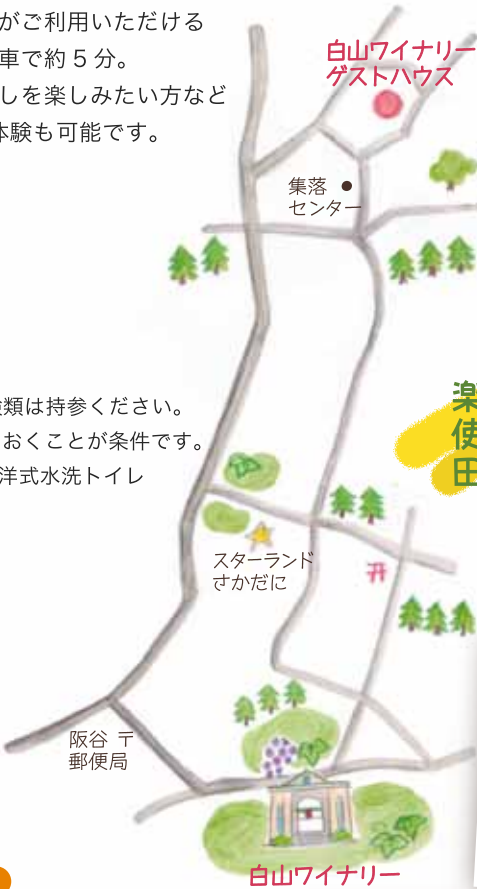 がご利用いただける
車で約５分。
しを楽しみたい方など
体験も可能です。
白山ワイナリー
ゲストハウス
集落
センター
類は持参ください。
おくことが条件です。
洋式水洗トイレ
楽
使
田
スターランド
さかだに
阪谷 〒
郵便局
白山ワイナリー